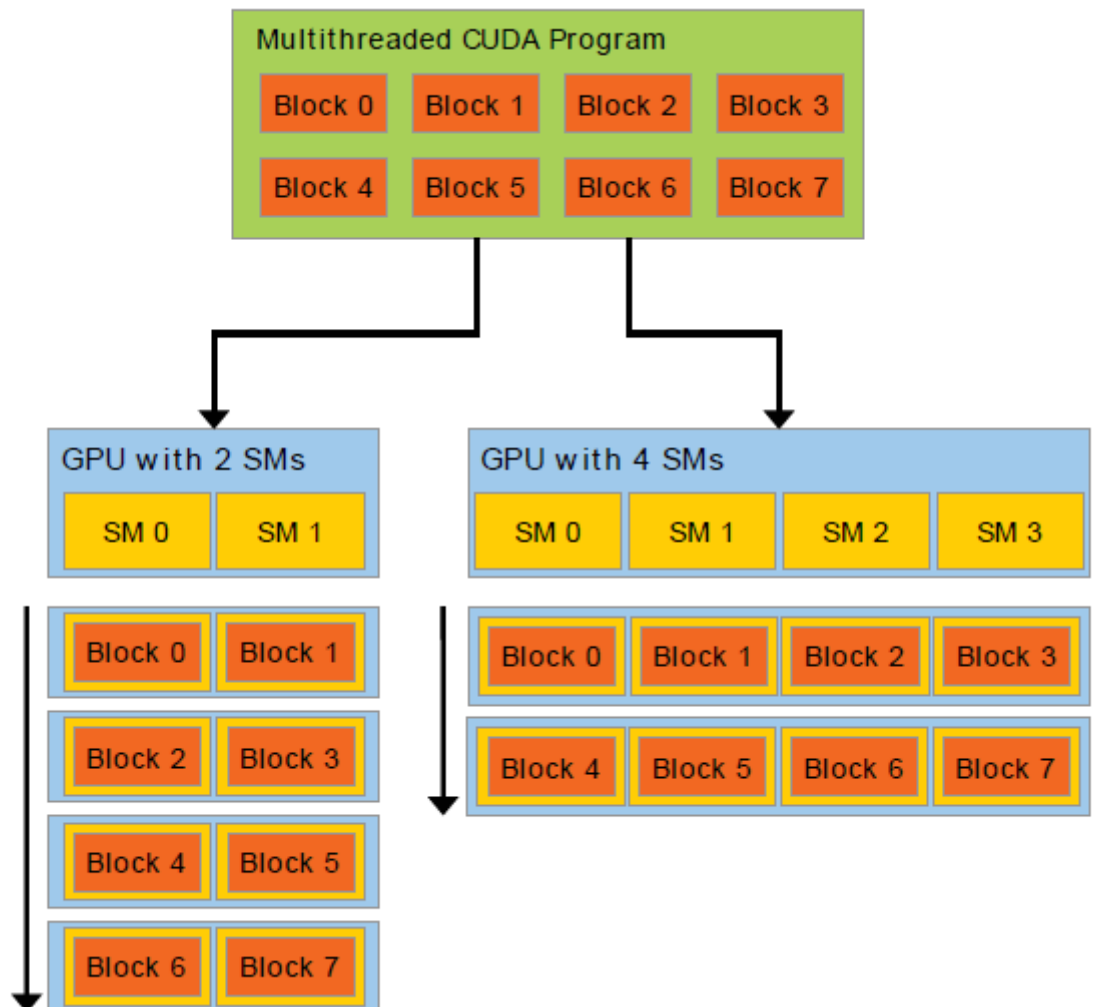 Multithreaded CUDA Program
Block 0 Block 1 Block 2 Block 3
Block 4 Block 5 Block 6 Block 7
GPU with 2 SMs
SM 0 SM 1
Block 0 Block 1
Block 2 Block 3
Block 4 Block 5
Block 6 Block 7
GPU with 4 SMs
SM 0 SM 1 SM 2 SM 3
Block 0 Block 1 Block 2 Block 3
Block 4 Block 5 Block 6 Block 7